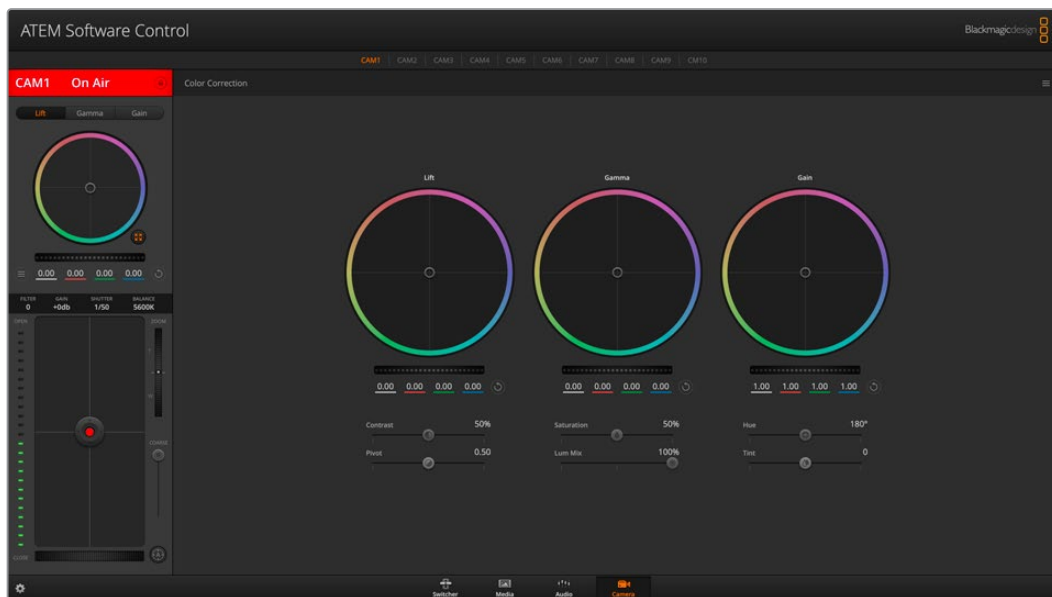 ATEM Software Control
Blackmagicdesign
CAM1 CAM2 CAM3 CAM4 CAM5 CAM6 CAM7 CAM8 CAM9 CM10
CAM1 On Air
Color Correction
Lift Gamma Gain
0.00 0.00 0.00 0.00
FILTER GAIN SHUTTER BALANCE
0 +0db 1/50 5600K
OPEN ZOOM
T
W
COARSE
CLOSE
Lift Gamma Gain
0.00 0.00 0.00 0.00 0.00 0.00 0.00 0.00 1.00 1.00 1.00 1.00
Contrast 50% Saturation 50% Hue 180°
Pivot 0.50 Lum Mix 100% Tint 0
Switcher Media Audio Camera